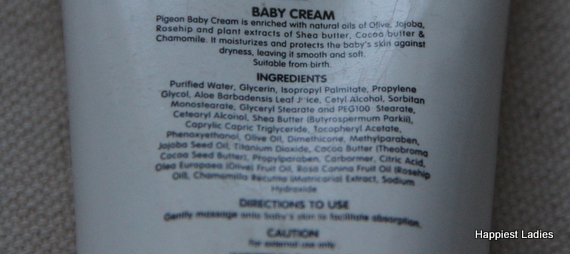 BABY CREAM
Pigeon Baby Cream is enriched with natural oils of Olive, Jojoba,
Rosehip and plant extracts of Shea butter, Cocoa butter &
Chamomile. It moisturizes and protects the baby's skin against
dryness, leaving it smooth and soft.
Suitable from birth.
INGREDIENTS
Purified Water, Glycerin, Isopropyl Palmitate, Propylene
Glycol, Aloe Barbadensis Leaf Juice, Cetyl Alcohol, Sorbitan
Monostearate, Glyceryl Stearate and PEG100 Stearate,
Cetearyl Alcohol, Shea Butter (Butyrospermum Parkii),
Caprylic Capric Triglyceride, Tocopheryl Acetate,
Phenoxyethanol, Olive Oil, Dimethicone, Methylparaben,
Jojoba Seed Oil, Titanium Dioxide, Cocoa Butter (Theobroma
Cocoa Seed Butter), Propylparaben, Carbormer, Citric Acid,
Olea Europaea (Olive) Fruit Oil, Rosa Canina Fruit Oil (Rosehip
Oil), Chamomilla Recutita (Matricaria) Extract, Sodium
Hydroxide
DIRECTIONS TO USE
Gently massage onto baby's skin to facilitate absorption.
CAUTION
For external use only
Happiest Ladies